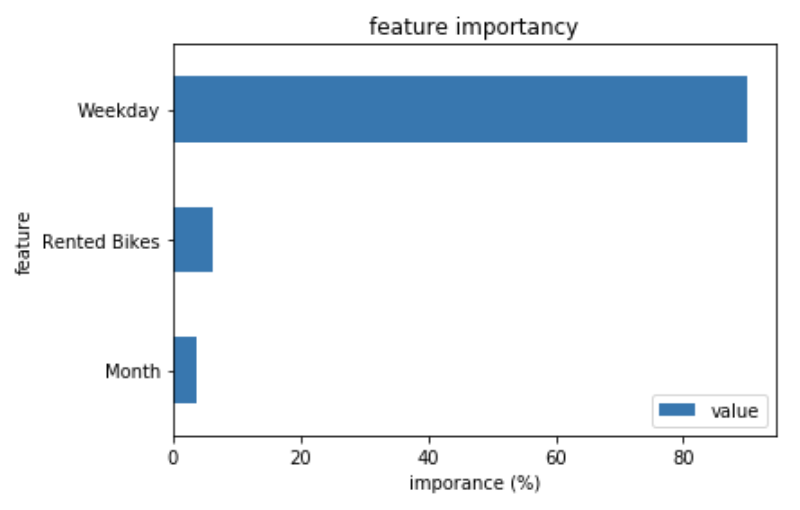 feature importancy
Weekday
Rented Bikes
Month
feature
value
0 20 40 60 80
imporance (%)